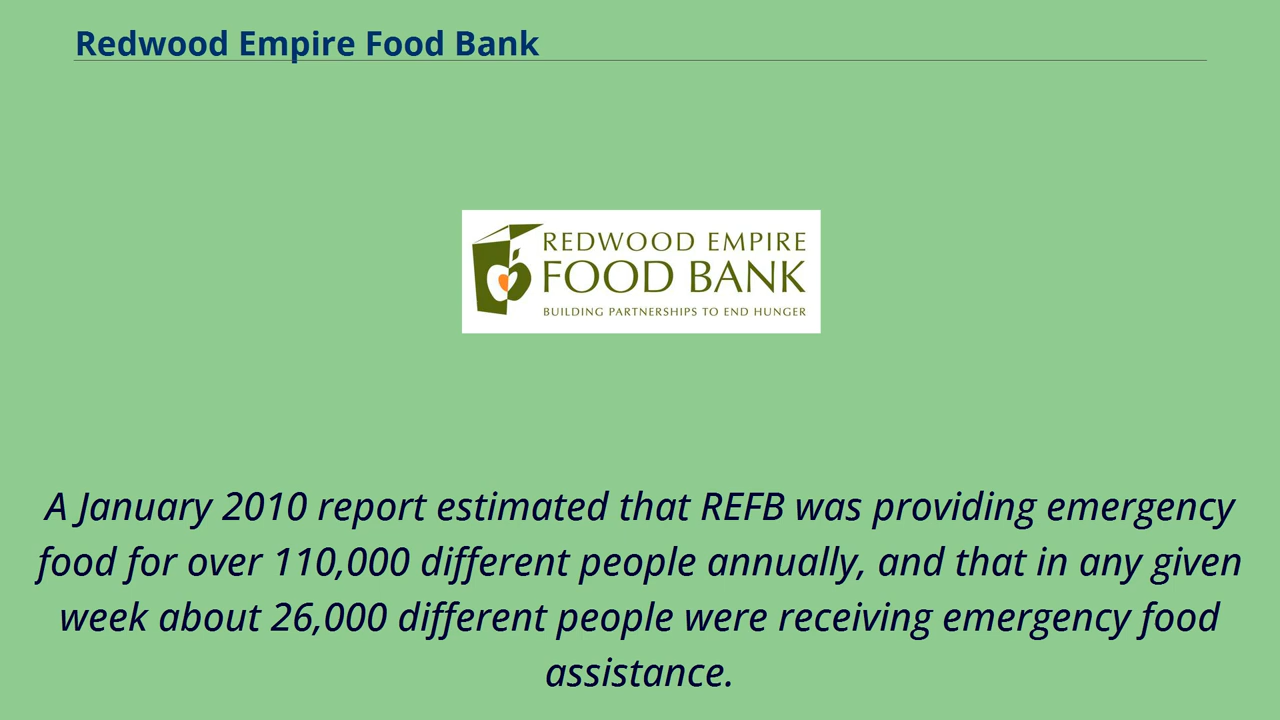 Redwood Empire Food Bank
REDWOOD EMPIRE
FOOD BANK
BUILDING PARTNERSHIPS TO END HUNGER
A January 2010 report estimated that REFB was providing emergency
food for over 110,000 different people annually, and that in any given
week about 26,000 different people were receiving emergency food
assistance.